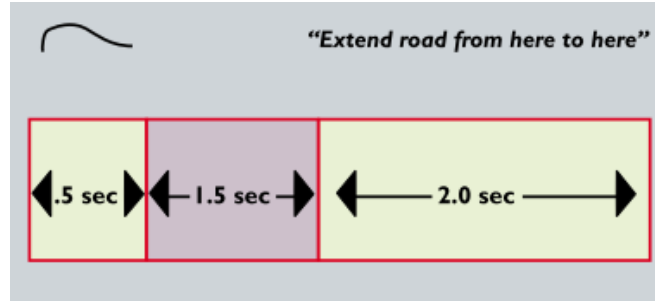 “Extend road from here to here”
.5 sec
1.5 sec
2.0 sec